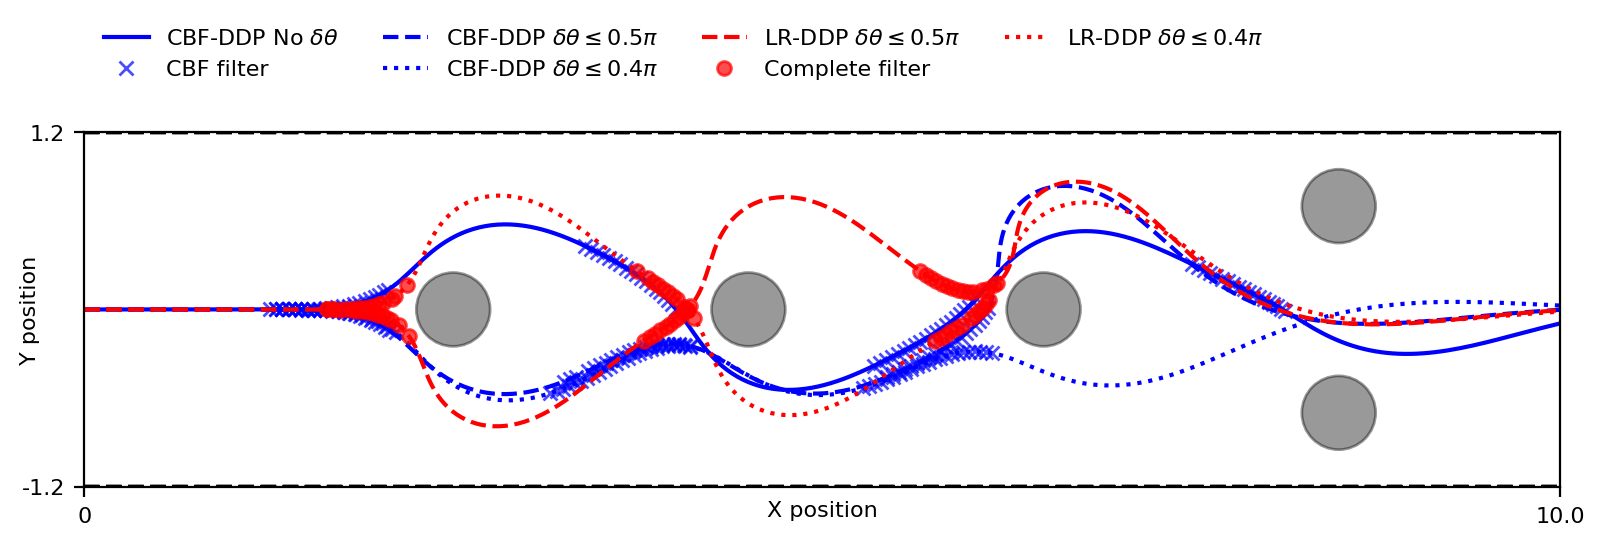 CBF-DDP No δθ CBF-DDP δθ ≤ 0.5π LR-DDP δθ ≤ 0.5π LR-DDP δθ ≤ 0.4π
CBF filter CBF-DDP δθ ≤ 0.4π Complete filter
1.2
Y position
-1.2
X position
0 10.0